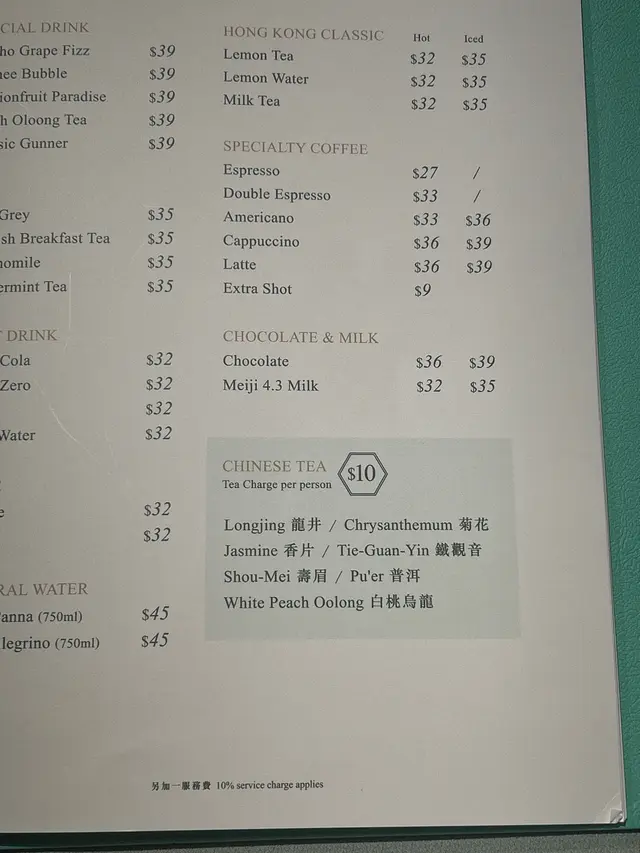 CIAL DRINK
ho Grape Fizz $39
nee Bubble $39
ionfruit Paradise $39
h Oloong Tea $39
sic Gunner $39
Grey $35
sh Breakfast Tea $35
omile $35
ermint Tea $35
DRINK
Cola $32
Zero $32
$32
Water $32
e $32
$32
RAL WATER
anna (750ml) $45
legrino (750ml) $45
HONG KONG CLASSIC Hot Iced
Lemon Tea $32 $35
Lemon Water $32 $35
Milk Tea $32 $35
SPECIALTY COFFEE
Espresso $27 /
Double Espresso $33 /
Americano $33 $36
Cappuccino $36 $39
Latte $36 $39
Extra Shot $9
CHOCOLATE & MILK
Chocolate $36 $39
Meiji 4.3 Milk $32 $35
CHINESE TEA $10
Tea Charge per person
Longjing 龍井 / Chrysanthemum 菊花
Jasmine 香片 / Tie-Guan-Yin 鐵觀音
Shou-Mei 壽眉 / Pu'er 普洱
White Peach Oolong 白桃烏龍
另加一服務費 10% service charge applies